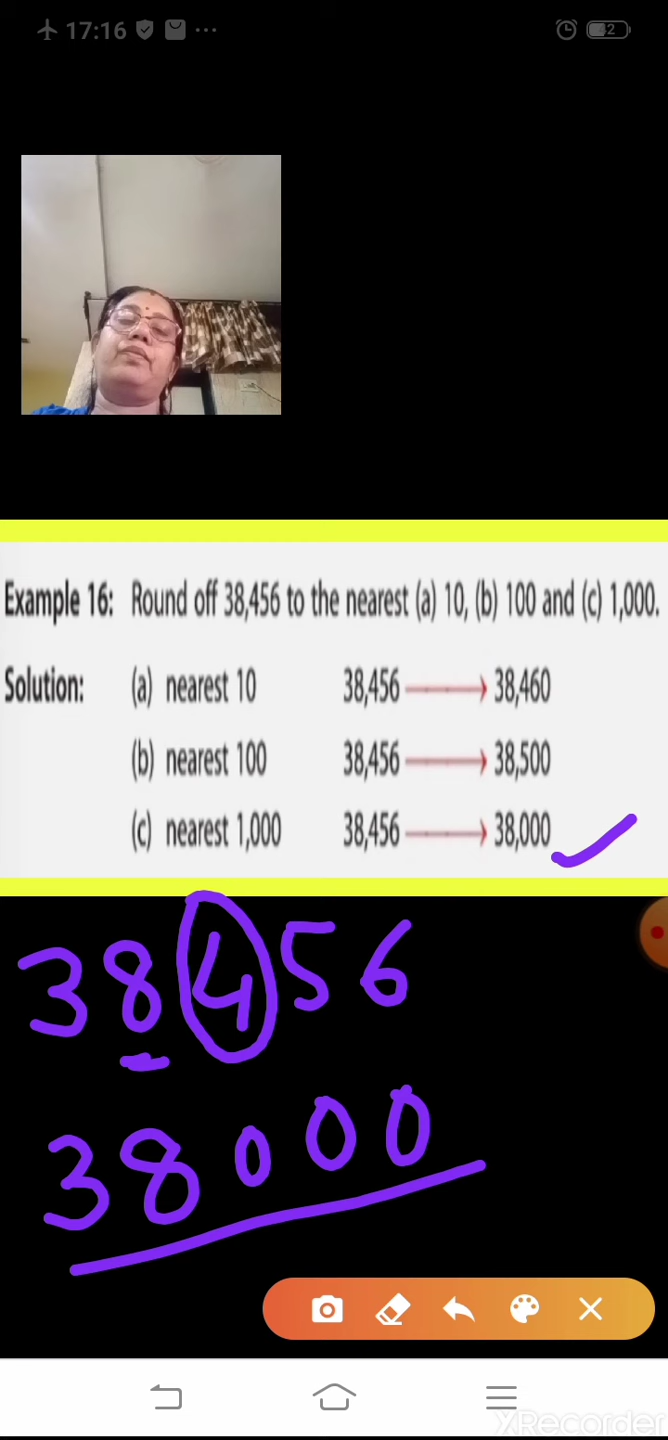 17:16
42
Example 16: Round off 38,456 to the nearest (a) 10, (b) 100 and (c) 1,000.
Solution: (a) nearest 10 38,456 → 38,460
(b) nearest 100 38,456 → 38,500
(c) nearest 1,000 38,456 → 38,000
38456
38000
XRecorder